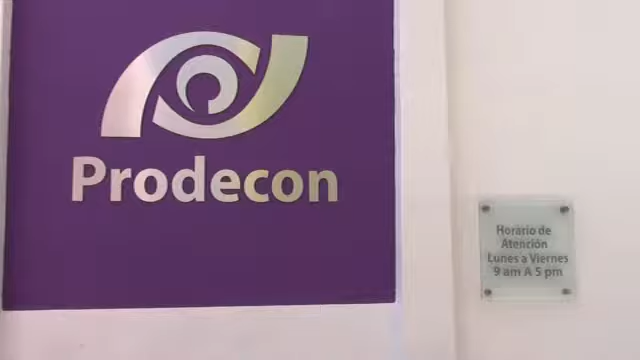 Prodecon
Horario de
Atención
Lunes a Viernes
9 am A 5 pm